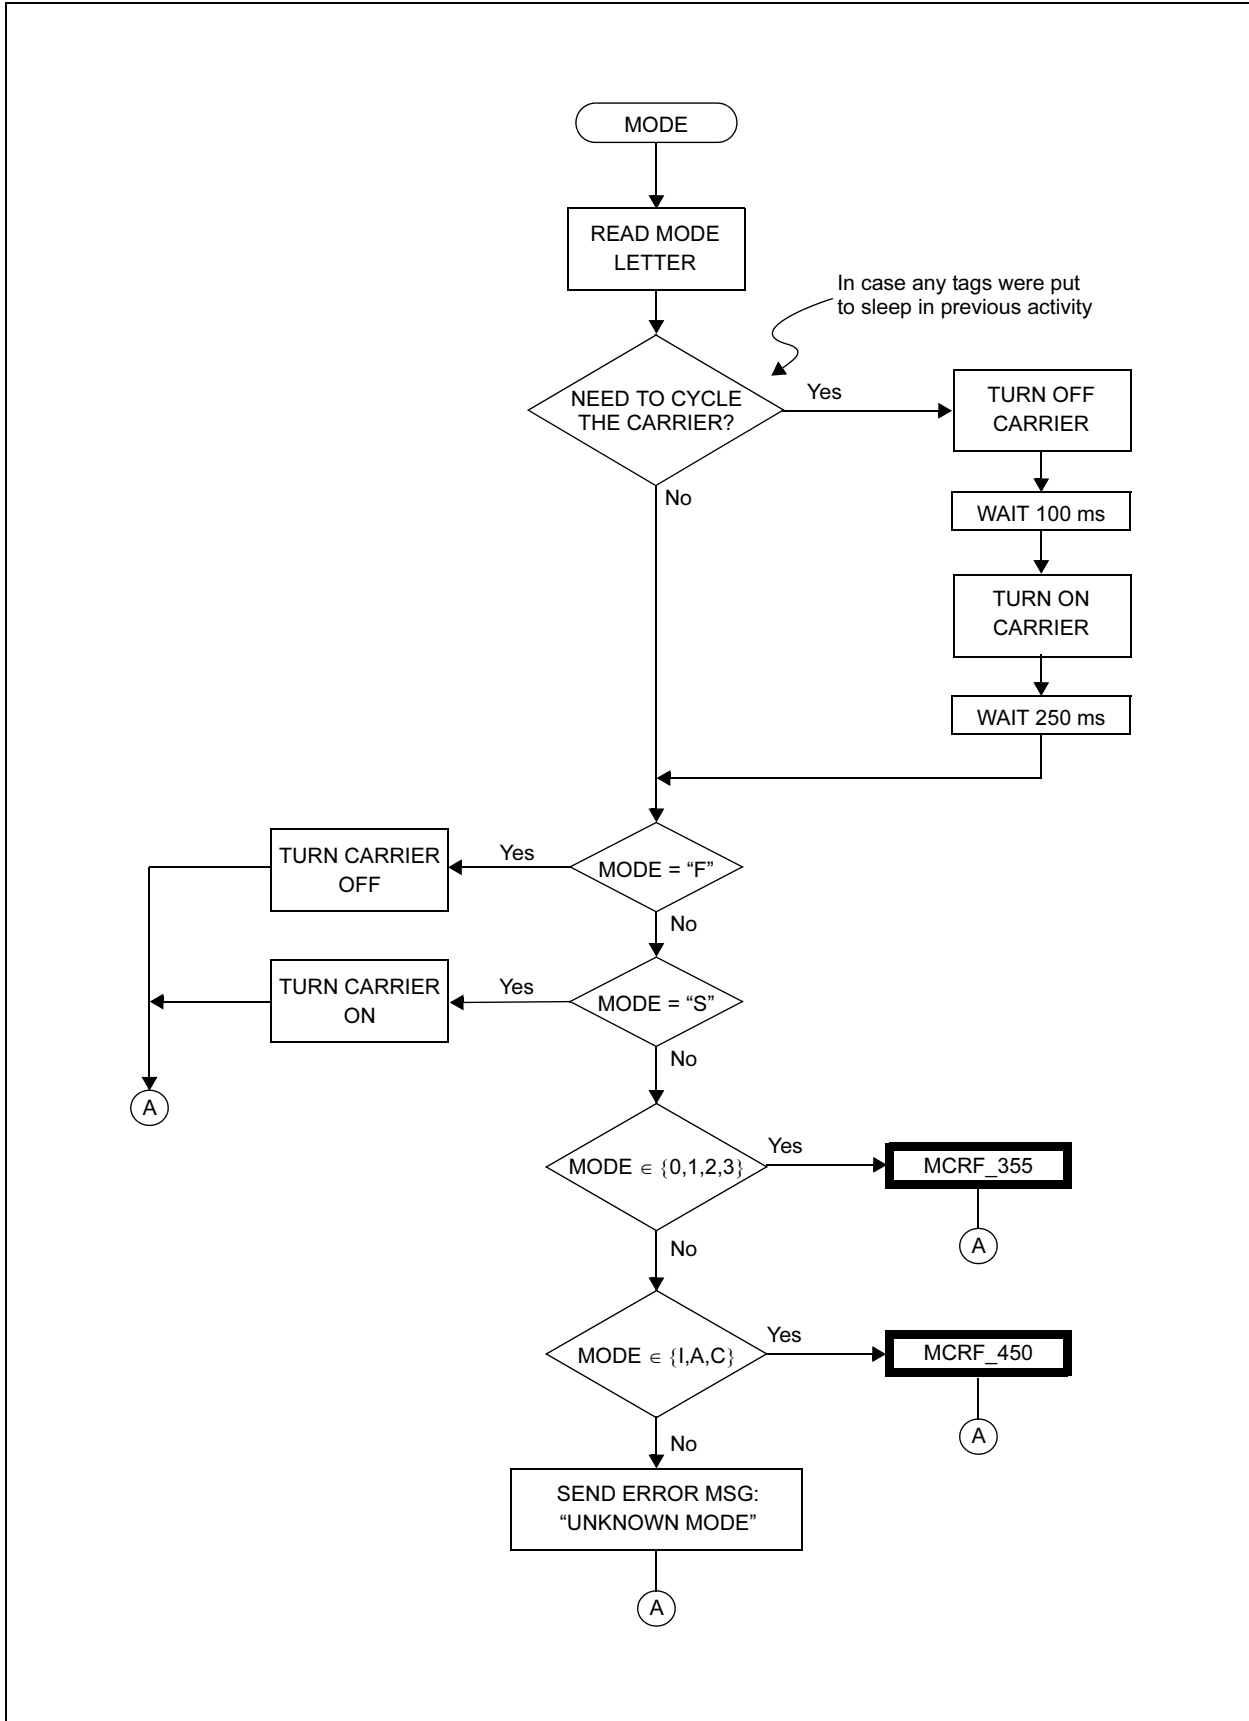 MODE
READ MODE
LETTER
In case any tags were put
to sleep in previous activity
NEED TO CYCLE
THE CARRIER?
Yes
TURN OFF
CARRIER
No
WAIT 100 ms
TURN ON
CARRIER
WAIT 250 ms
TURN CARRIER
OFF
Yes
MODE = “F”
No
TURN CARRIER
ON
Yes
MODE = “S”
No
A
MODE ∈ {0,1,2,3}
Yes
MCRF_355
A
No
MODE ∈ {I,A,C}
Yes
MCRF_450
A
No
SEND ERROR MSG:
“UNKNOWN MODE”
A